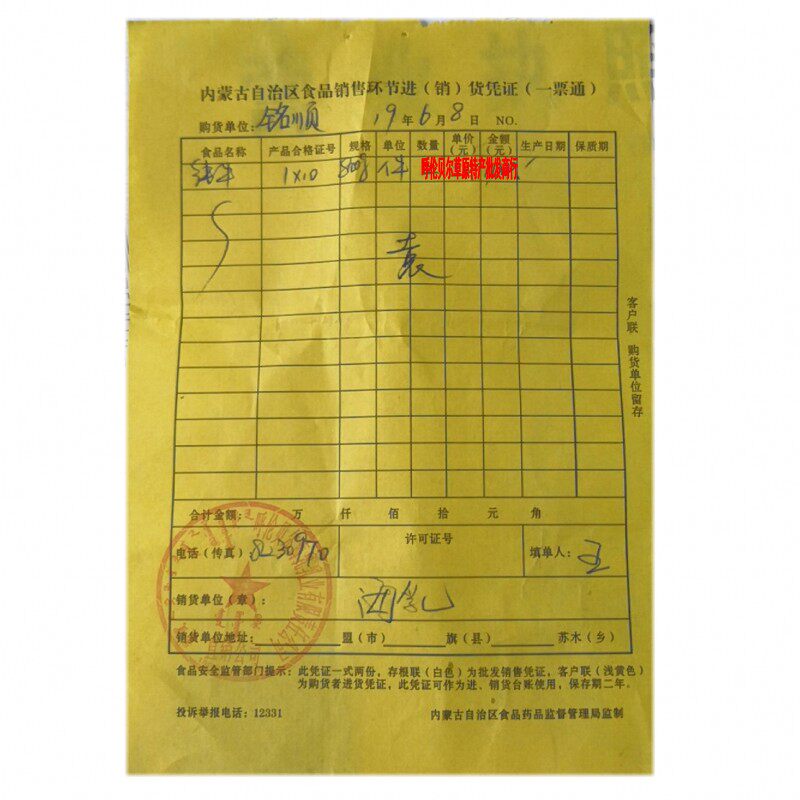 内蒙古自治区食品销售环节进（销）货凭证（一票通）
购货单位：铭顺 19年6月8日 NO.
食品名称 产品合格证号 规格 单位 数量 单价（元） 金额（元） 生产日期 保质期
1x10 800g 件
呼伦贝尔草原特产批发商行
袁
客户联 购货单位留存
合计金额： 万 仟 佰 拾 元 角
电话（传真）：8230970 许可证号 填单人：王
销货单位（章）：海乳
销货单位地址： 盟（市） 旗（县） 苏木（乡）
食品安全监管部门提示：此凭证一式两份，存根联（白色）为批发销售凭证，客户联（浅黄色）
为购货者进货凭证，此凭证可作为进、销货台账使用，保存期二年。
投诉举报电话：12331 内蒙古自治区食品药品监督管理局监制